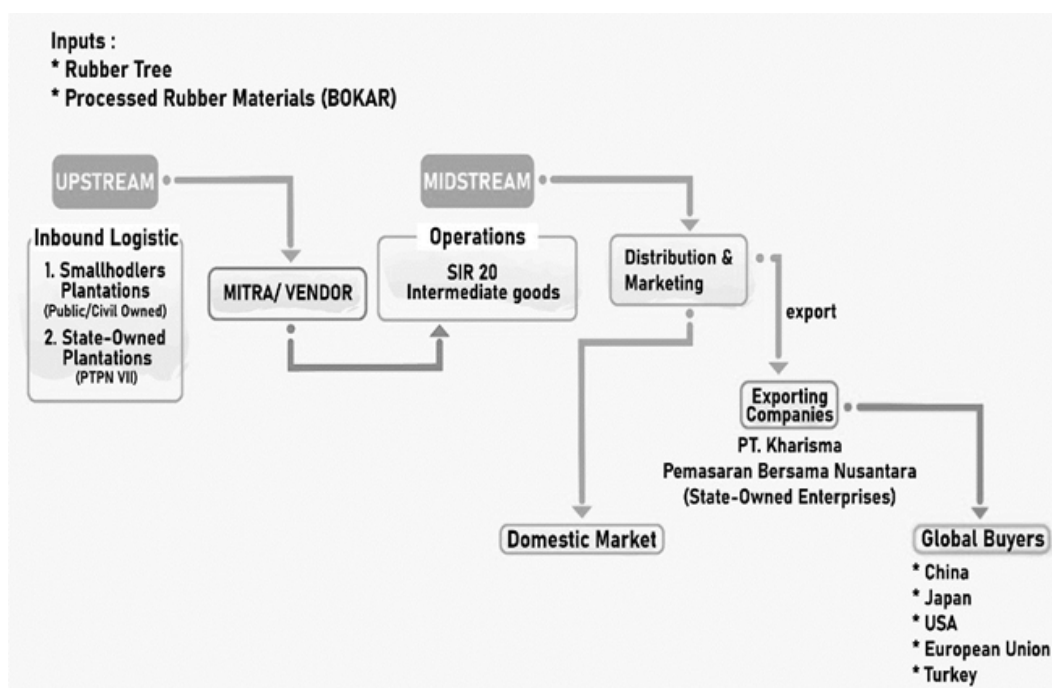 Inputs :
* Rubber Tree
* Processed Rubber Materials (BOKAR)
UPSTREAM
MIDSTREAM
Inbound Logistic
1. Smallhodlers
Plantations
(Public/Civil Owned)
2. State-Owned
Plantations
(PTPN VII)
MITRA/ VENDOR
Operations
SIR 20
Intermediate goods
Distribution &
Marketing
export
Exporting
Companies
PT. Kharisma
Pemasaran Bersama Nusantara
(State-Owned Enterprises)
Domestic Market
Global Buyers
* China
* Japan
* USA
* European Union
* Turkey